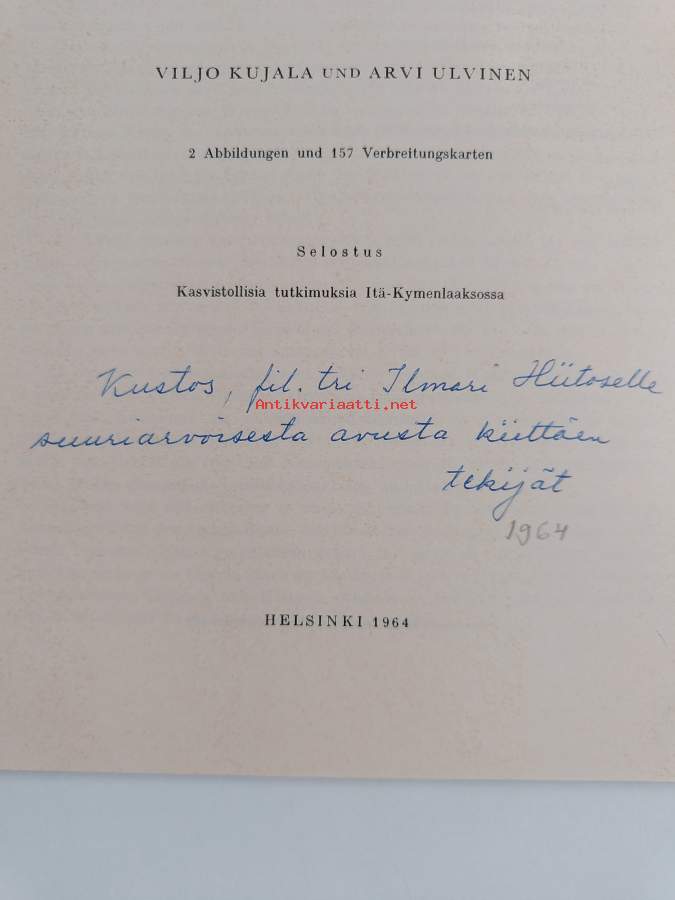 VILJO KUJALA UND ARVI ULVINEN
2 Abbildungen und 157 Verbreitungskarten
Selostus
Kasvistollisia tutkimuksia Itä-Kymenlaaksossa
Kustos, fil. tri Ilmari Hiitoselle
Antikvariaatti.net
suuriarvoisesta avusta kiittäen
tekijät
1964
HELSINKI 1964